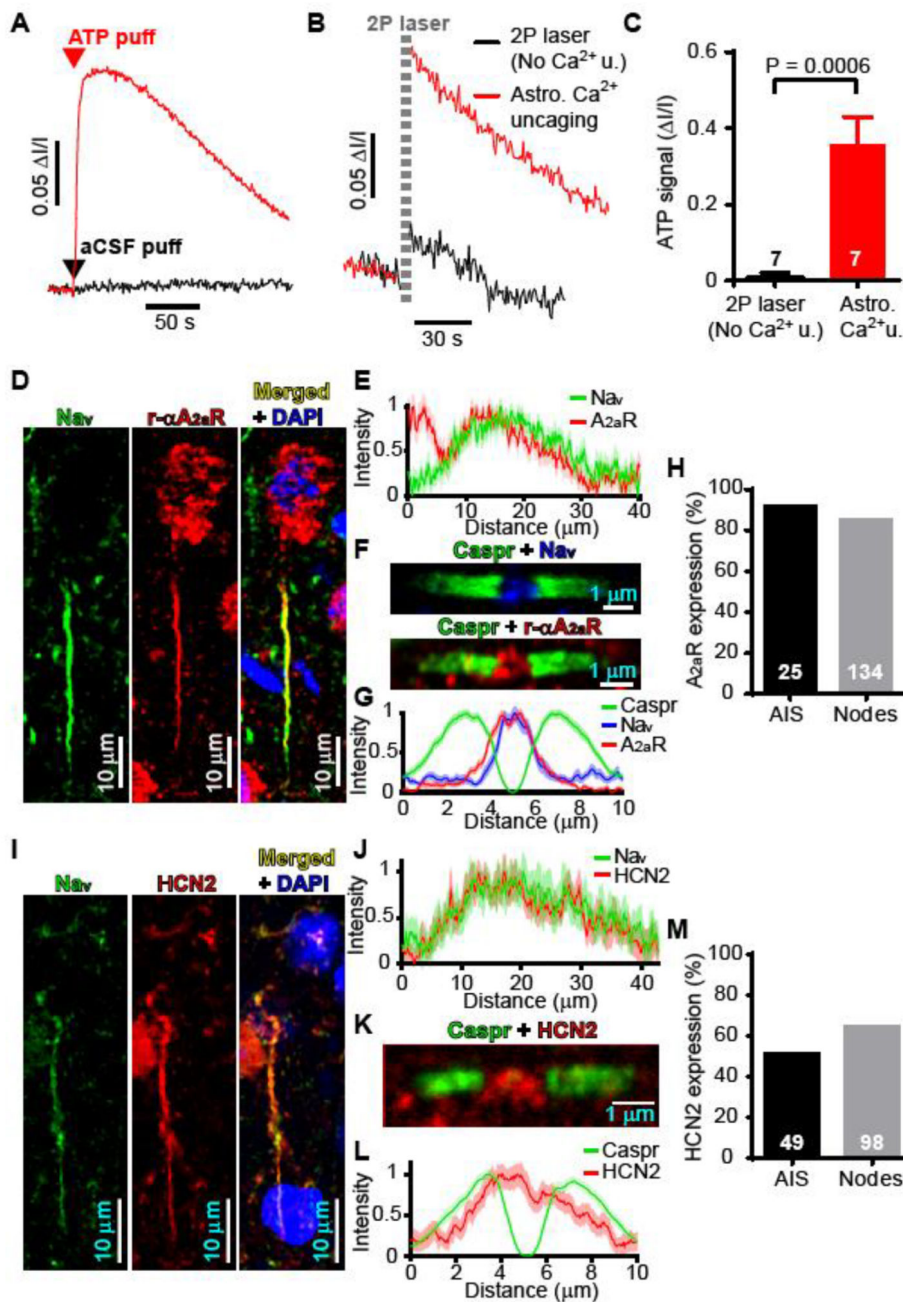 A
ATP puff
0.05 ΔI/I
aCSF puff
50 s
B
2P laser
2P laser
(No Ca²⁺ u.)
Astro. Ca²⁺
uncaging
0.05 ΔI/I
30 s
C
P = 0.0006
ATP signal (ΔI/I)
0.6
0.4
0.2
0
7
7
2P laser
(No Ca²⁺ u.)
Astro.
Ca²⁺u.
D
Naᵥ
r-αA₂ₐR
Merged
+ DAPI
10 µm
10 µm
10 µm
E
Naᵥ
A₂ₐR
Intensity
1
0.5
0
0 10 20 30 40
Distance (µm)
F
Caspr + Naᵥ
1 µm
Caspr + r-αA₂ₐR
1 µm
G
Caspr
Naᵥ
A₂ₐR
Intensity
1
0.5
0
0 2 4 6 8 10
Distance (µm)
H
A₂ₐR expression (%)
100
80
60
40
20
0
25
134
AIS Nodes
I
Naᵥ
HCN2
Merged
+ DAPI
10 µm
10 µm
10 µm
J
Naᵥ
HCN2
Intensity
1
0.5
0
0 10 20 30 40
Distance (µm)
K
Caspr + HCN2
1 µm
L
Caspr
HCN2
Intensity
1
0.5
0
0 2 4 6 8 10
Distance (µm)
M
HCN2 expression (%)
100
80
60
40
20
0
49
98
AIS Nodes